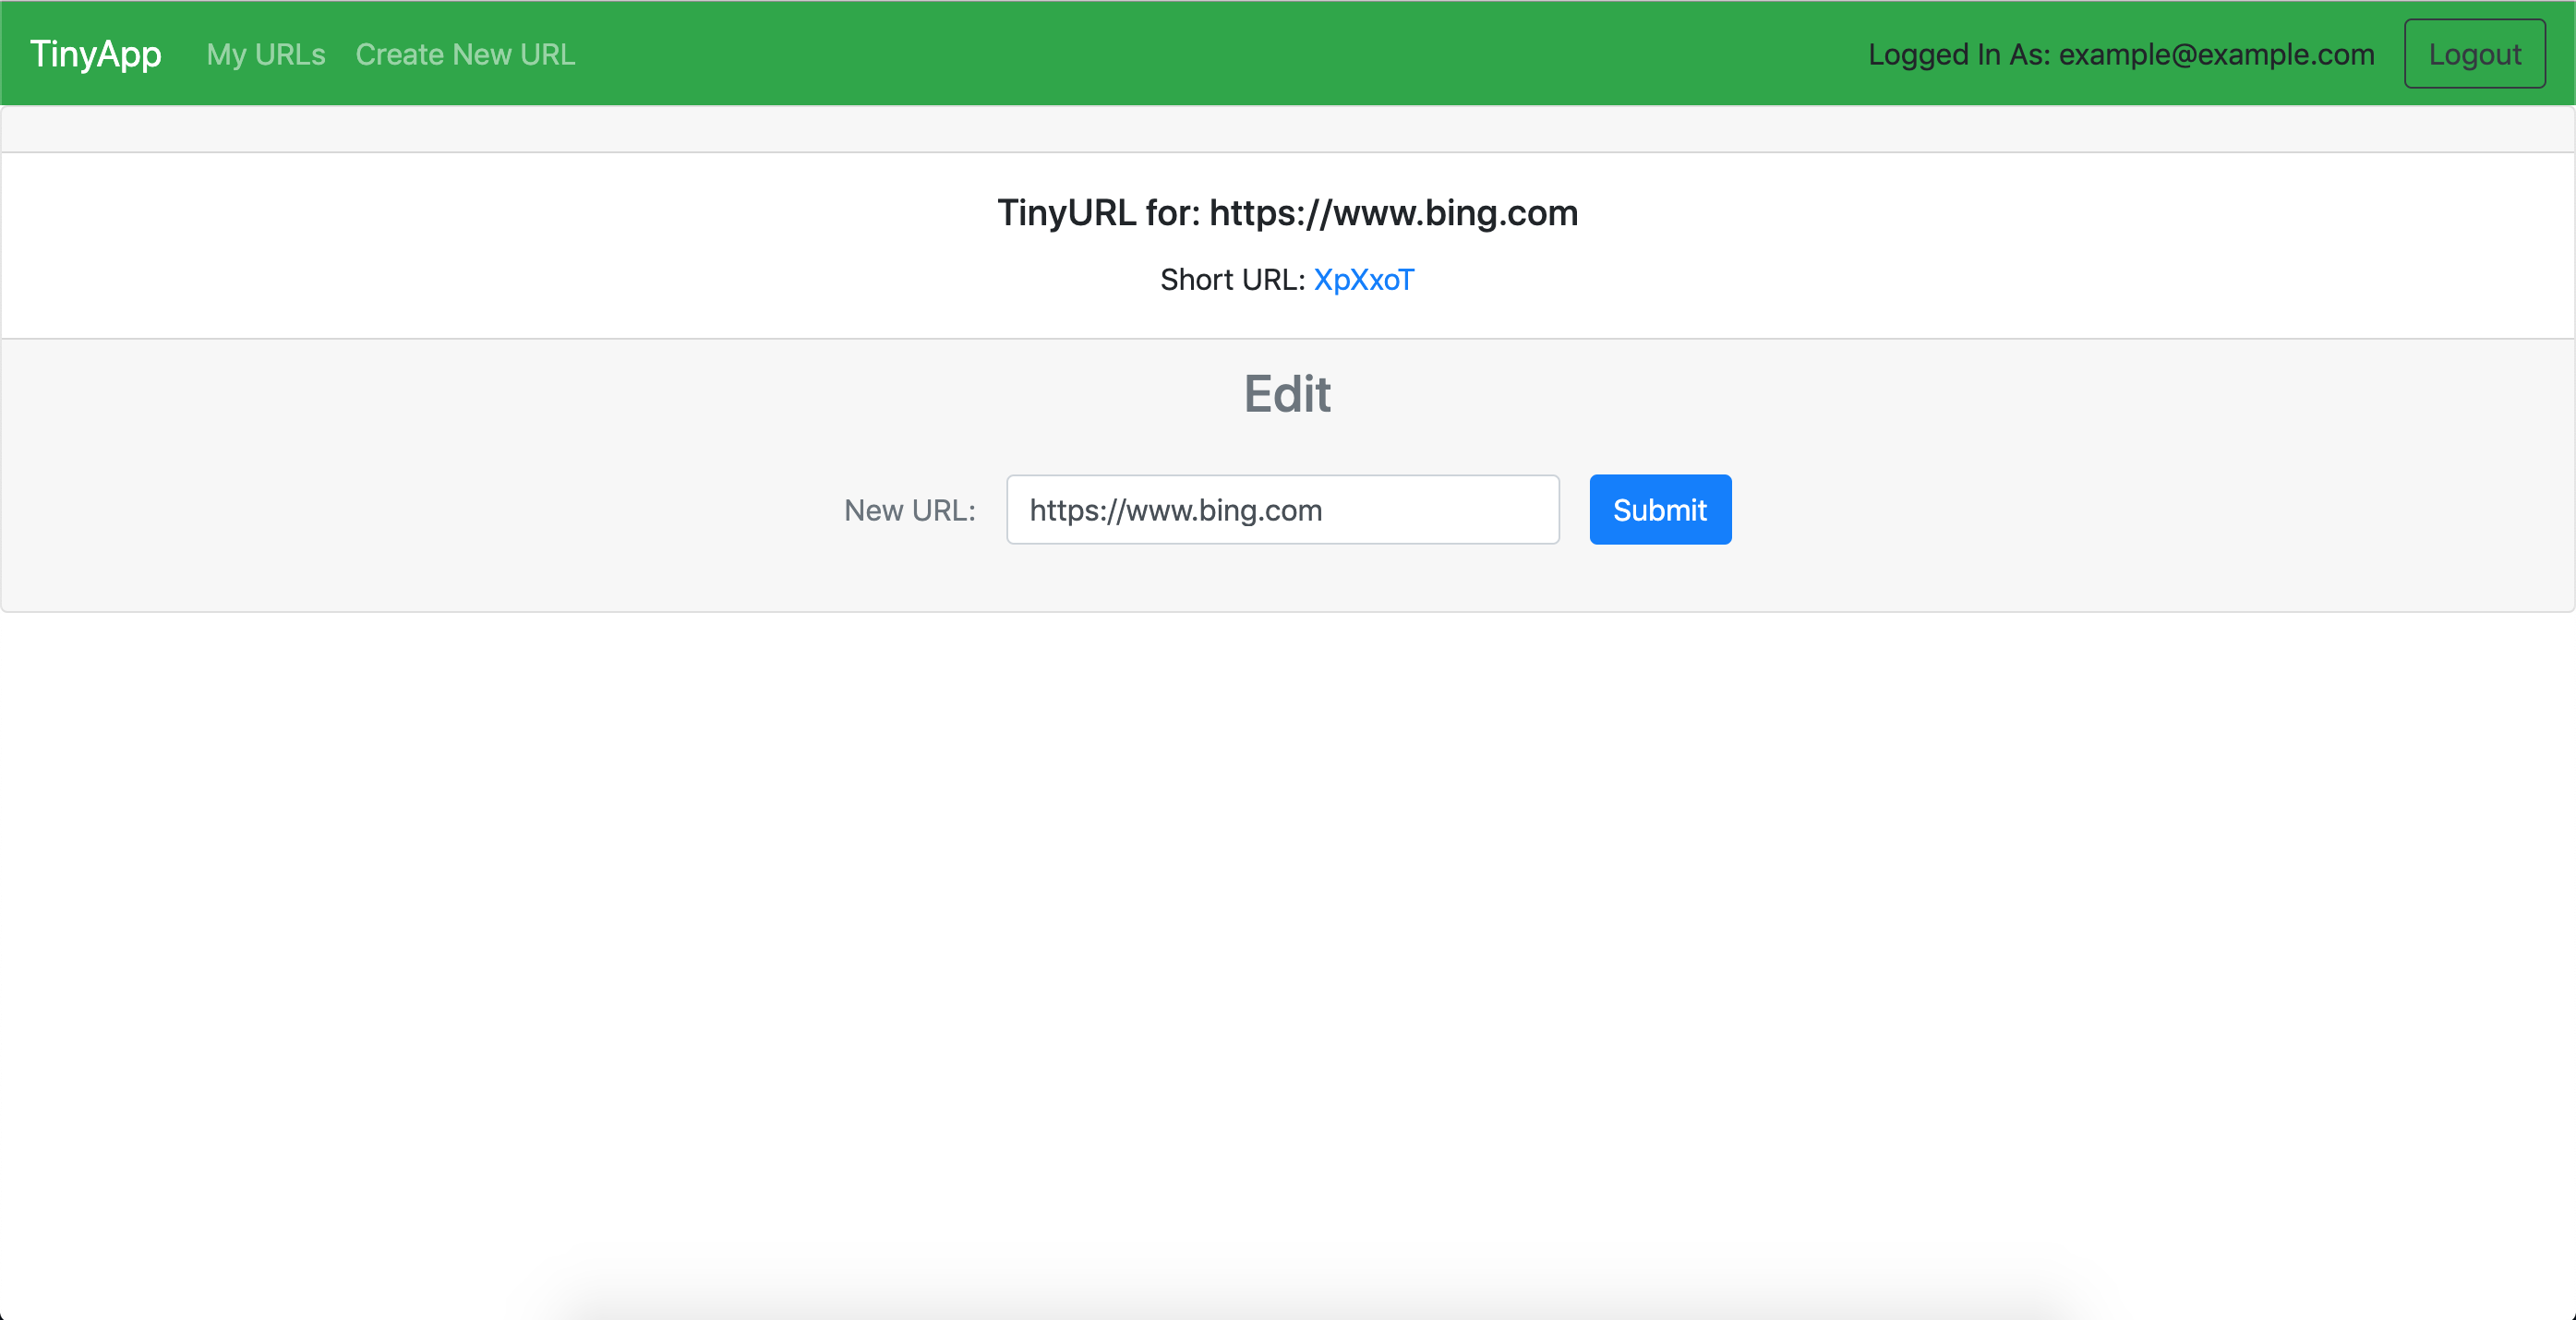 TinyApp My URLs Create New URL Logged In As: example@example.com Logout
TinyURL for: https://www.bing.com
Short URL: XpXxoT
Edit
New URL: https://www.bing.com Submit